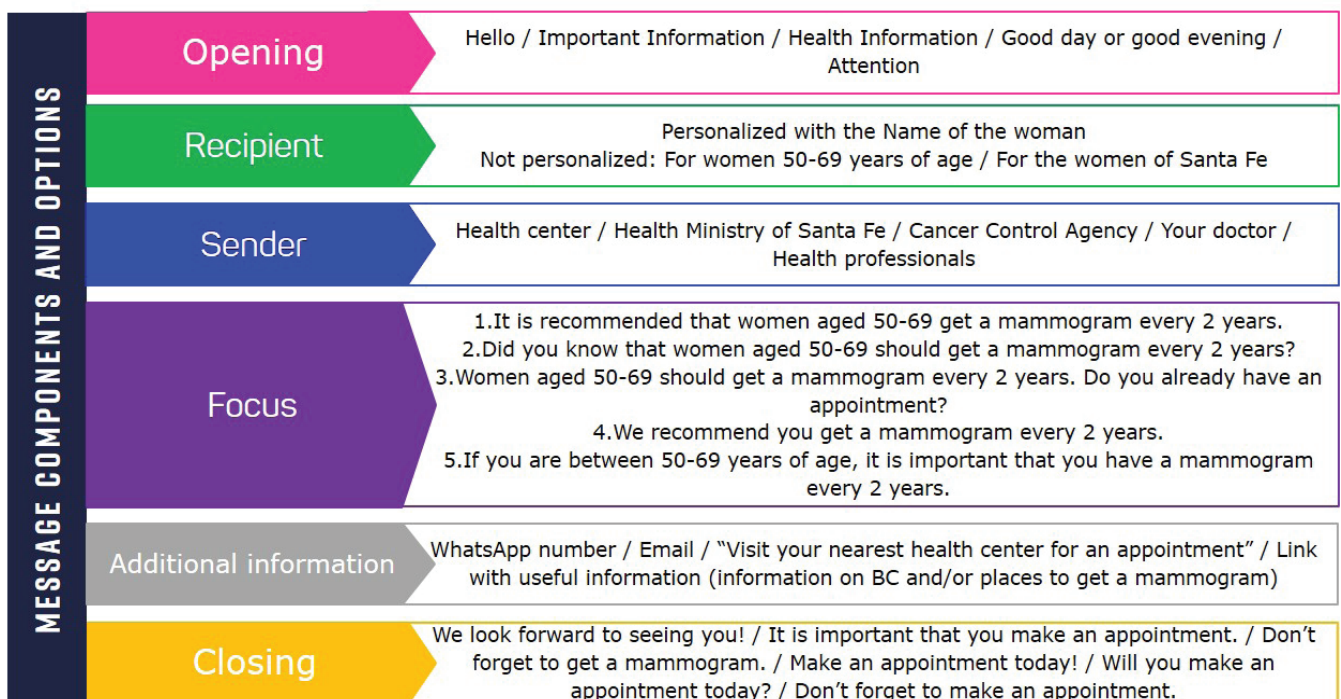 MESSAGE COMPONENTS AND OPTIONS
Opening
Hello / Important Information / Health Information / Good day or good evening /
Attention
Recipient
Personalized with the Name of the woman
Not personalized: For women 50-69 years of age / For the women of Santa Fe
Sender
Health center / Health Ministry of Santa Fe / Cancer Control Agency / Your doctor /
Health professionals
Focus
1.It is recommended that women aged 50-69 get a mammogram every 2 years.
2.Did you know that women aged 50-69 should get a mammogram every 2 years?
3.Women aged 50-69 should get a mammogram every 2 years. Do you already have an
appointment?
4.We recommend you get a mammogram every 2 years.
5.If you are between 50-69 years of age, it is important that you have a mammogram
every 2 years.
Additional information
WhatsApp number / Email / “Visit your nearest health center for an appointment” / Link
with useful information (information on BC and/or places to get a mammogram)
Closing
We look forward to seeing you! / It is important that you make an appointment. / Don’t
forget to get a mammogram. / Make an appointment today! / Will you make an
appointment today? / Don’t forget to make an appointment.